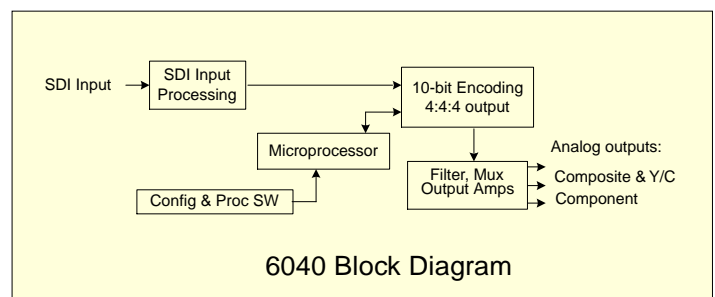 SDI Input
SDI Input
Processing
10-bit Encoding
4:4:4 output
Microprocessor
Config & Proc SW
Filter, Mux
Output Amps
Analog outputs:
Composite & Y/C
Component
6040 Block Diagram